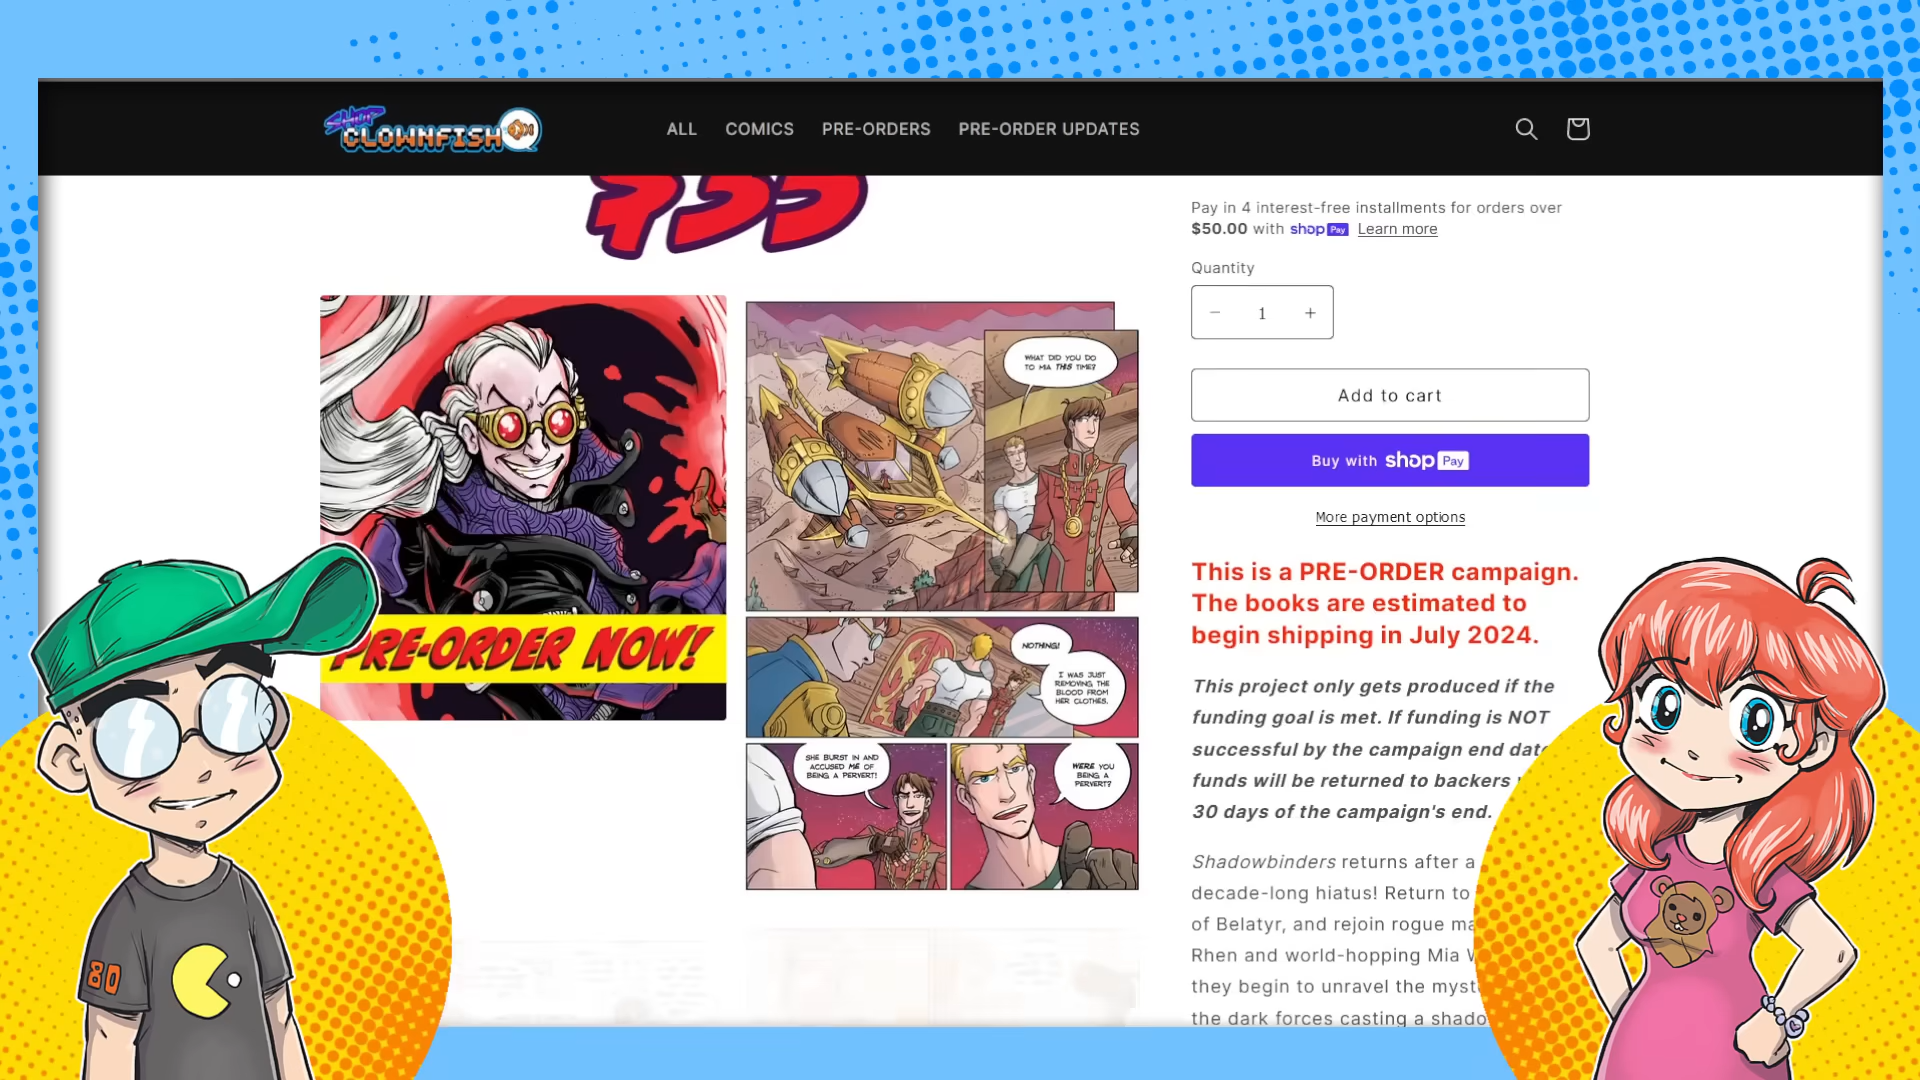 SHOP
CLOWNFISH
ALL COMICS PRE-ORDERS PRE-ORDER UPDATES
Pay in 4 interest-free installments for orders over
$50.00 with shop Pay Learn more
Quantity
− 1 +
Add to cart
Buy with shop Pay
More payment options
This is a PRE-ORDER campaign.
The books are estimated to
begin shipping in July 2024.
This project only gets produced if the
funding goal is met. If funding is NOT
successful by the campaign end date
funds will be returned to backers
30 days of the campaign's end.
Shadowbinders returns after a
decade-long hiatus! Return to
of Belatyr, and rejoin rogue
Rhen and world-hopping Mia
they begin to unravel the
the dark forces casting a
PRE-ORDER NOW!
WHAT DID YOU DO
TO MIA THIS TIME?
NOTHING!
I WAS JUST
REMOVING THE
BLOOD FROM
HER CLOTHES.
SHE BURST IN AND
ACCUSED ME OF
BEING A PERVERT!
WERE YOU
BEING A
PERVERT?
80